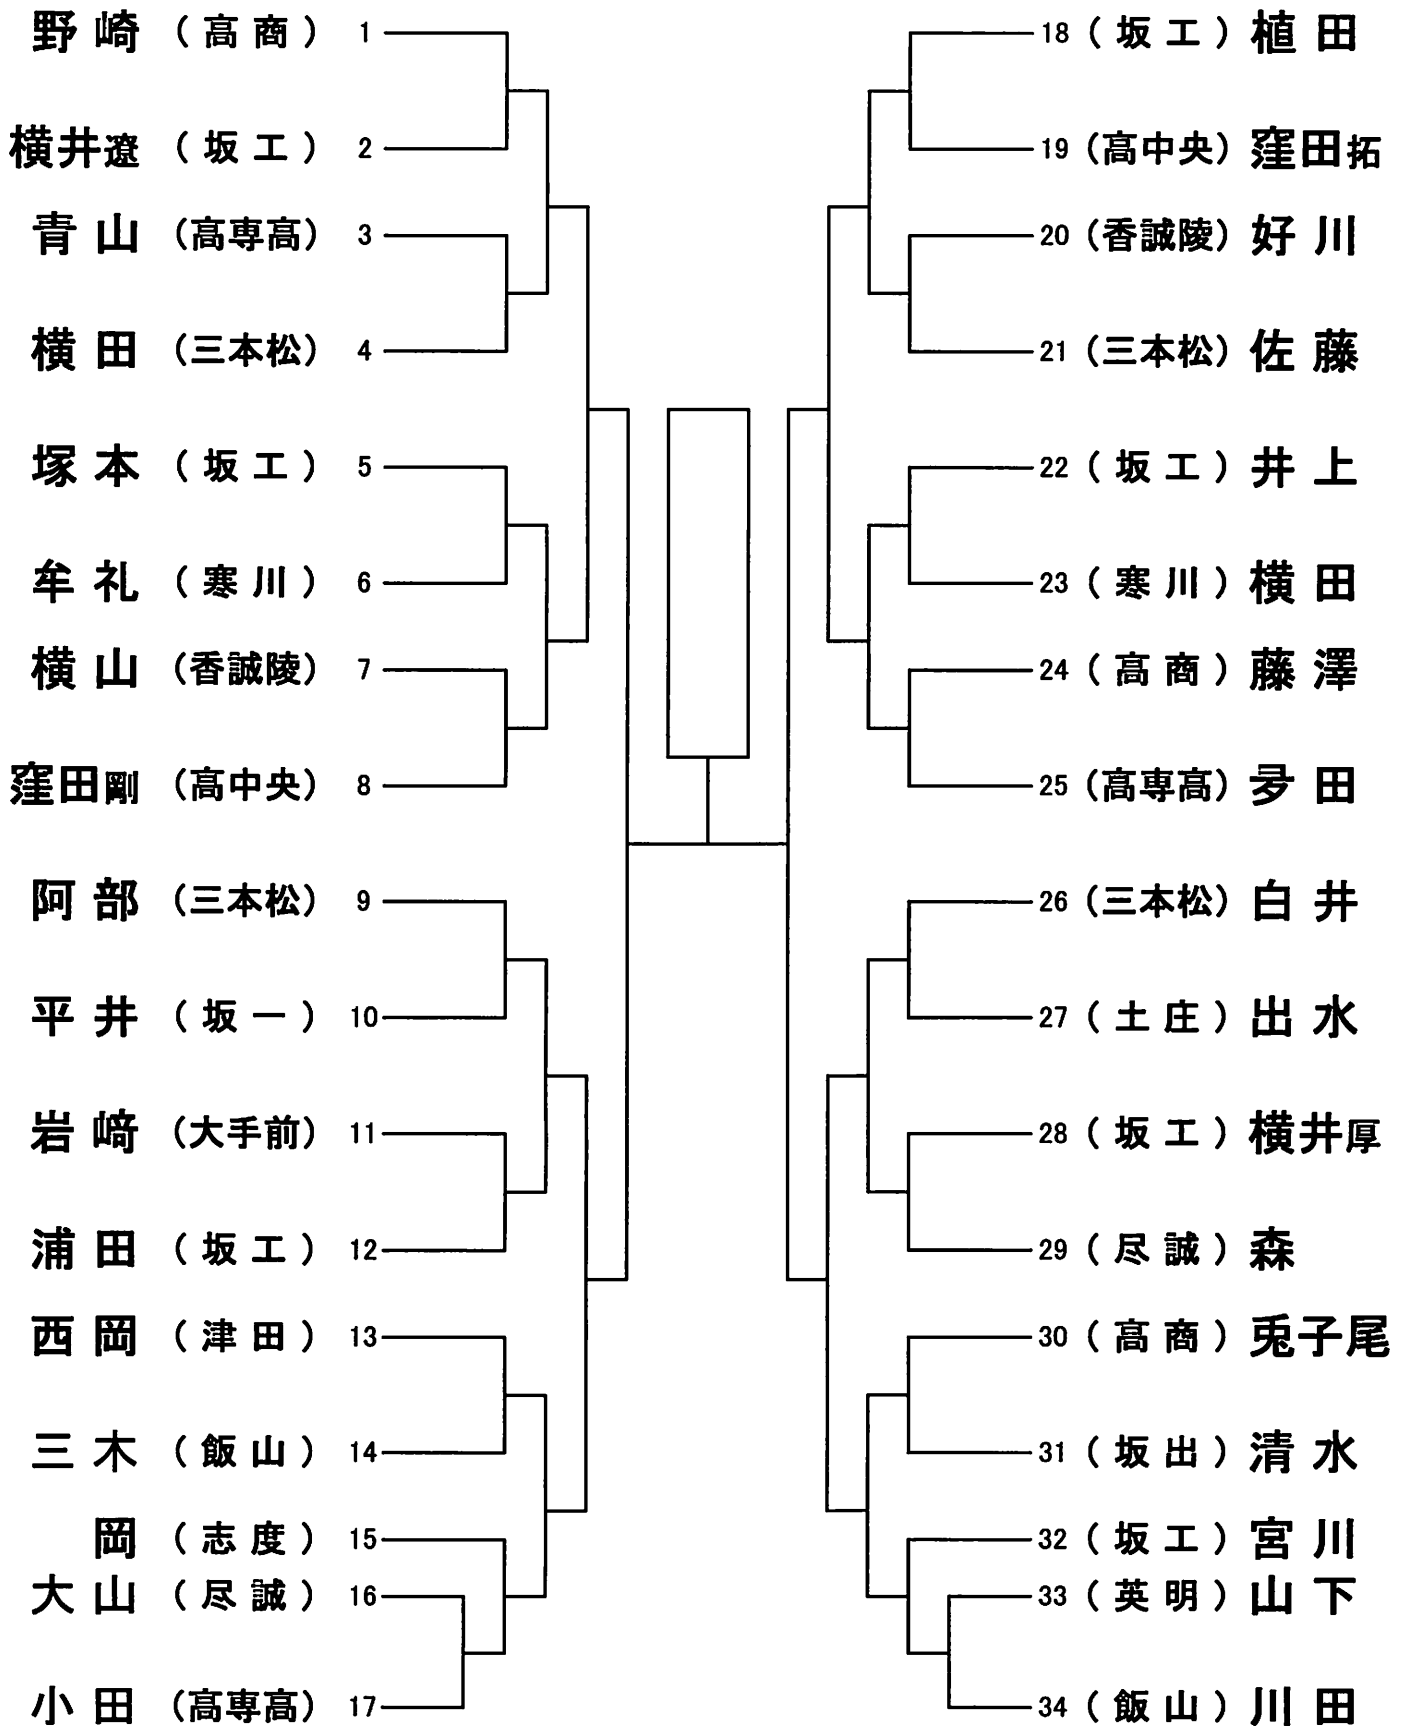 野崎 (高商) 1
横井遼 (坂工) 2
青山 (高専高) 3
横田 (三本松) 4
塚本 (坂工) 5
牟礼 (寒川) 6
横山 (香誠陵) 7
窪田剛 (高中央) 8
阿部 (三本松) 9
平井 (坂一) 10
岩﨑 (大手前) 11
浦田 (坂工) 12
西岡 (津田) 13
三木 (飯山) 14
岡 (志度) 15
大山 (尽誠) 16
小田 (高専高) 17
18 (坂工) 植田
19 (高中央) 窪田拓
20 (香誠陵) 好川
21 (三本松) 佐藤
22 (坂工) 井上
23 (寒川) 横田
24 (高商) 藤澤
25 (高専高) 夛田
26 (三本松) 白井
27 (土庄) 出水
28 (坂工) 横井厚
29 (尽誠) 森
30 (高商) 兎子尾
31 (坂出) 清水
32 (坂工) 宮川
33 (英明) 山下
34 (飯山) 川田